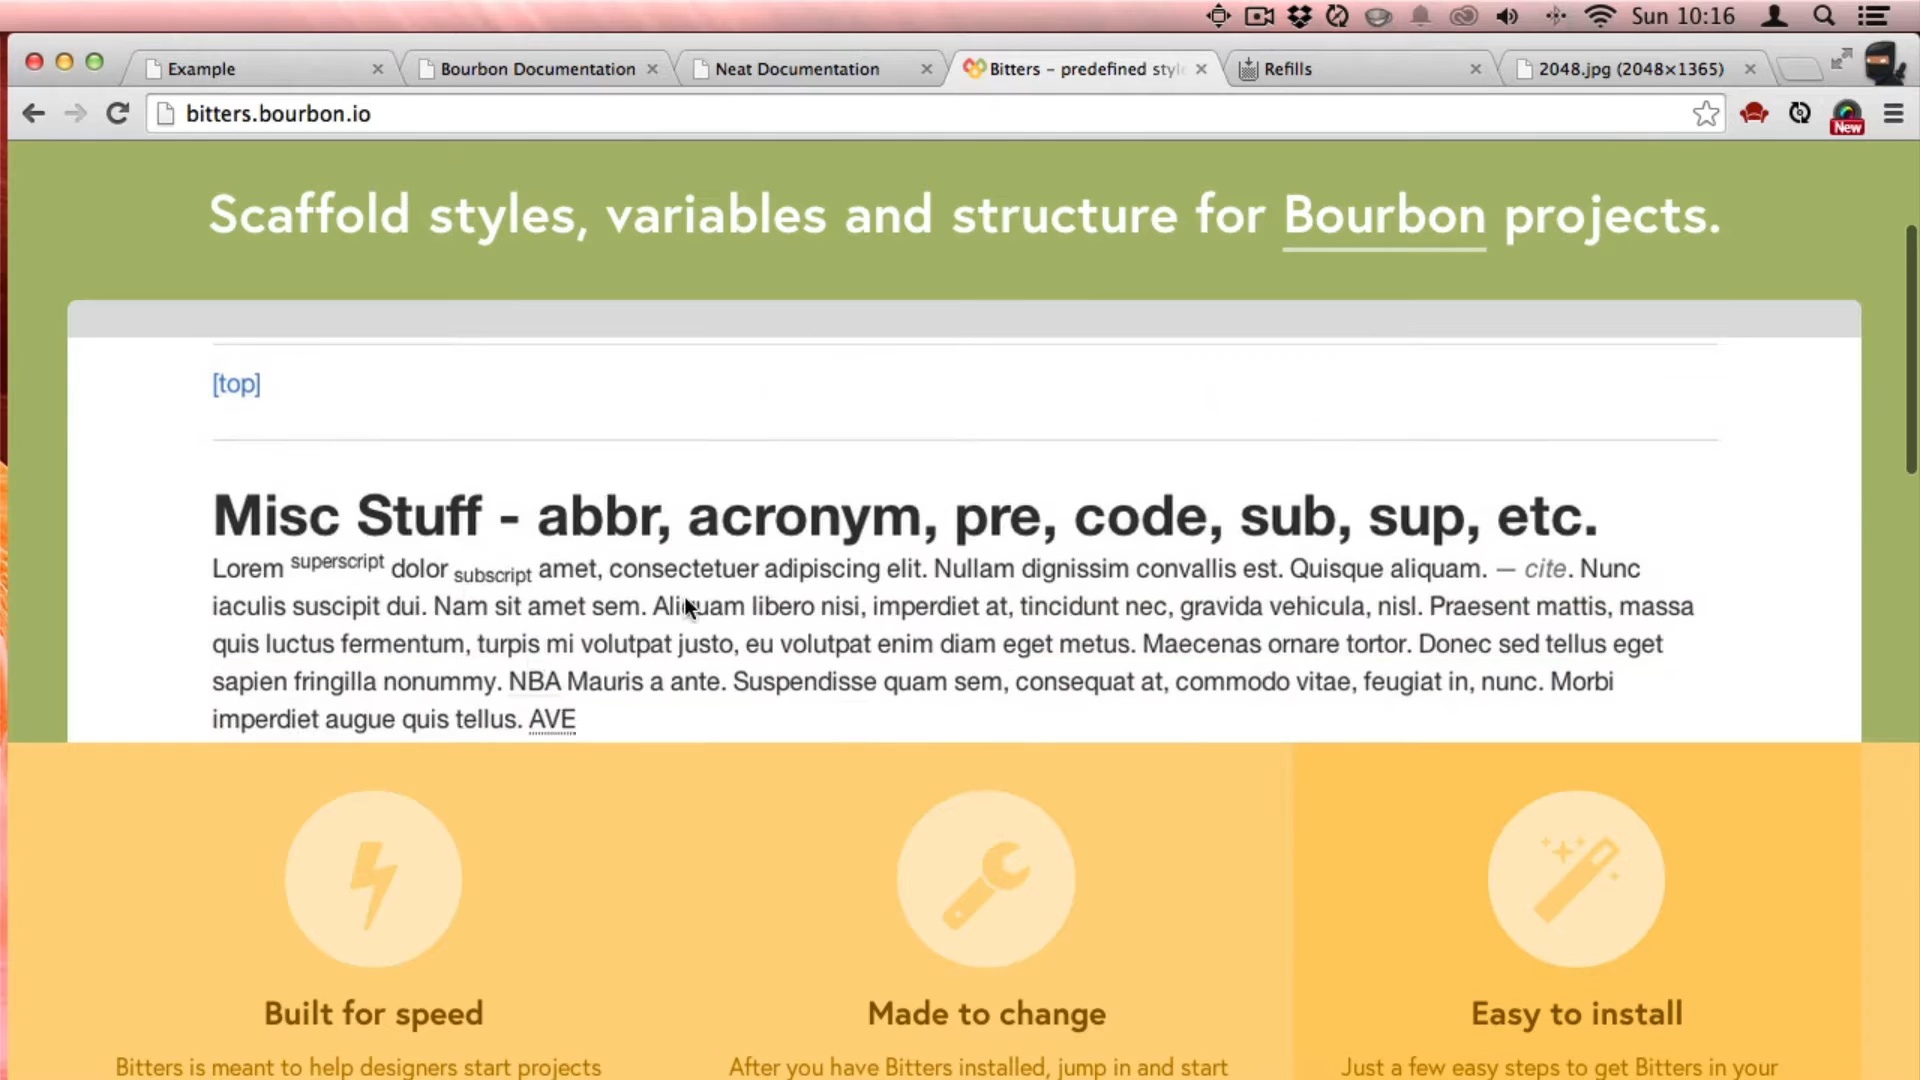 Sun 10:16
Example
Bourbon Documentation
Neat Documentation
Bitters – predefined styl
Refills
2048.jpg (2048×1365)
bitters.bourbon.io
New
Scaffold styles, variables and structure for Bourbon projects.
[top]
Misc Stuff - abbr, acronym, pre, code, sub, sup, etc.
Lorem superscript dolor subscript amet, consectetuer adipiscing elit. Nullam dignissim convallis est. Quisque aliquam. — cite. Nunc
iaculis suscipit dui. Nam sit amet sem. Aliquam libero nisi, imperdiet at, tincidunt nec, gravida vehicula, nisl. Praesent mattis, massa
quis luctus fermentum, turpis mi volutpat justo, eu volutpat enim diam eget metus. Maecenas ornare tortor. Donec sed tellus eget
sapien fringilla nonummy. NBA Mauris a ante. Suspendisse quam sem, consequat at, commodo vitae, feugiat in, nunc. Morbi
imperdiet augue quis tellus. AVE
Built for speed
Made to change
Easy to install
Bitters is meant to help designers start projects
After you have Bitters installed, jump in and start
Just a few easy steps to get Bitters in your